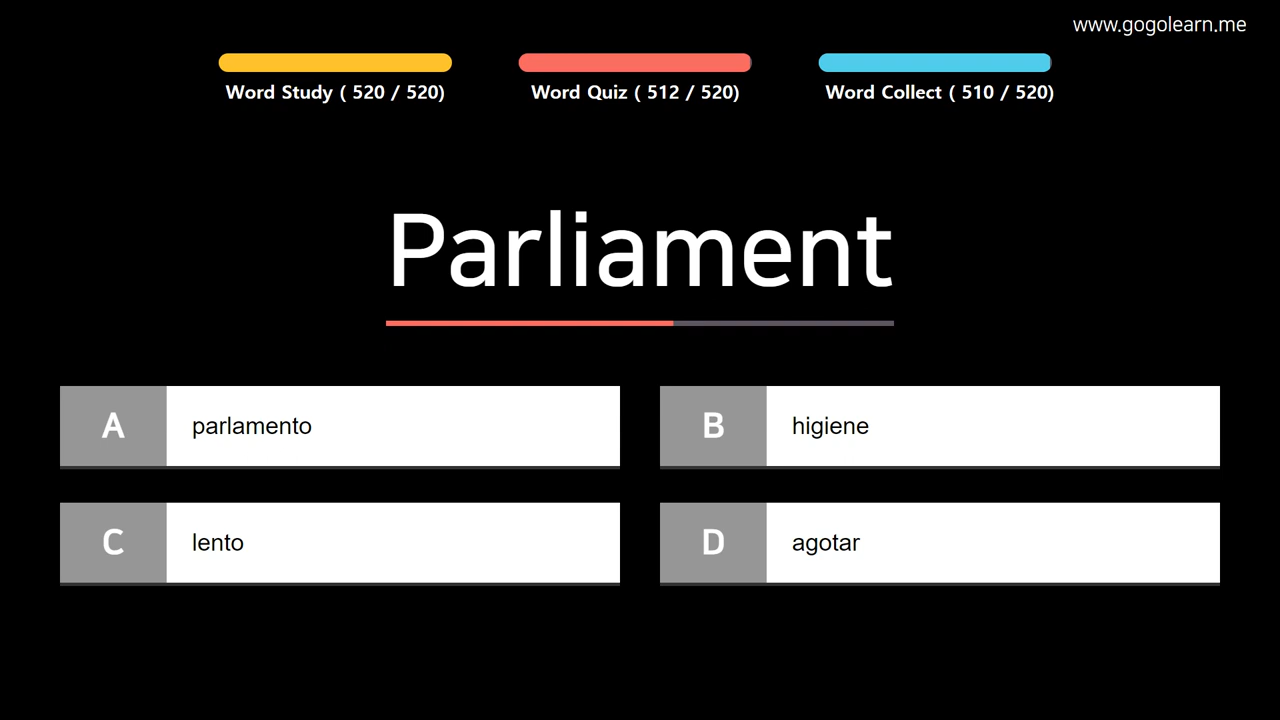 www.gogolearn.me
Word Study ( 520 / 520)
Word Quiz ( 512 / 520)
Word Collect ( 510 / 520)
Parliament
A parlamento
B higiene
C lento
D agotar